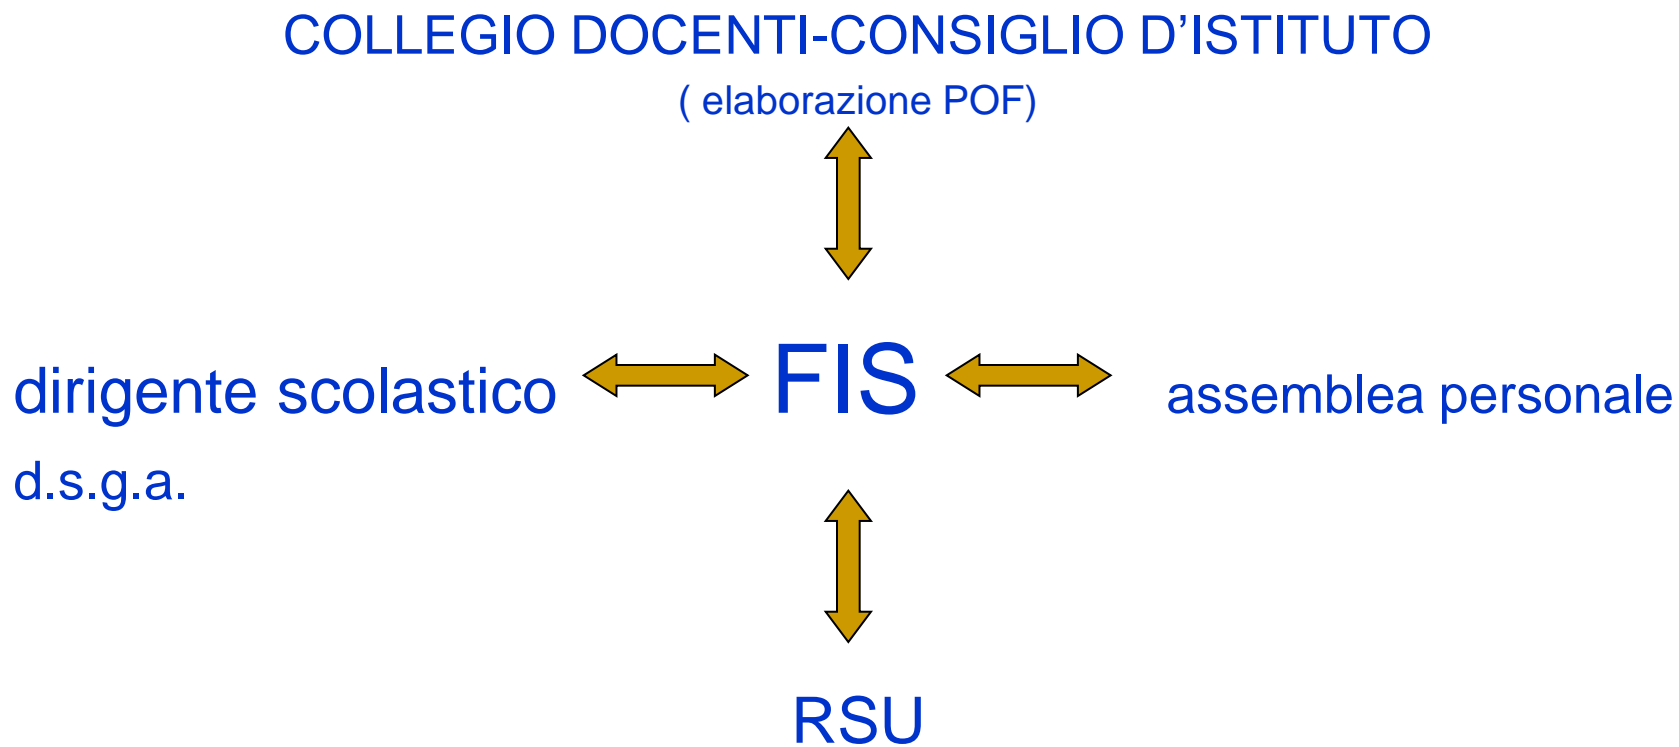 COLLEGIO DOCENTI-CONSIGLIO D’ISTITUTO
( elaborazione POF)
dirigente scolastico
FIS
assemblea personale
d.s.g.a.
RSU